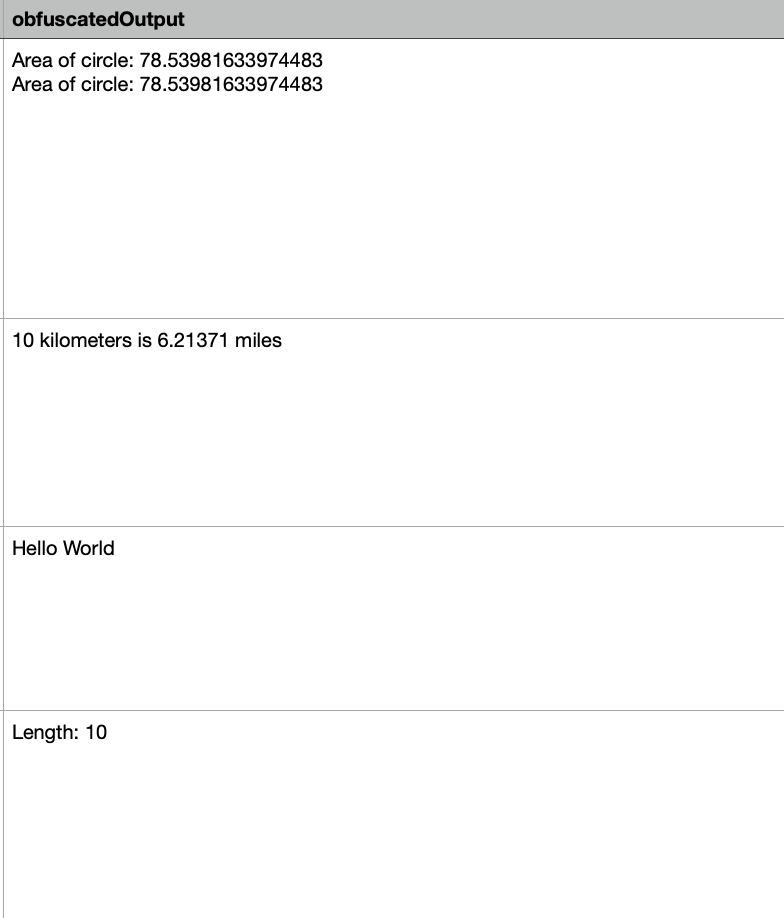 obfuscatedOutput
Area of circle: 78.53981633974483
Area of circle: 78.53981633974483
10 kilometers is 6.21371 miles
Hello World
Length: 10